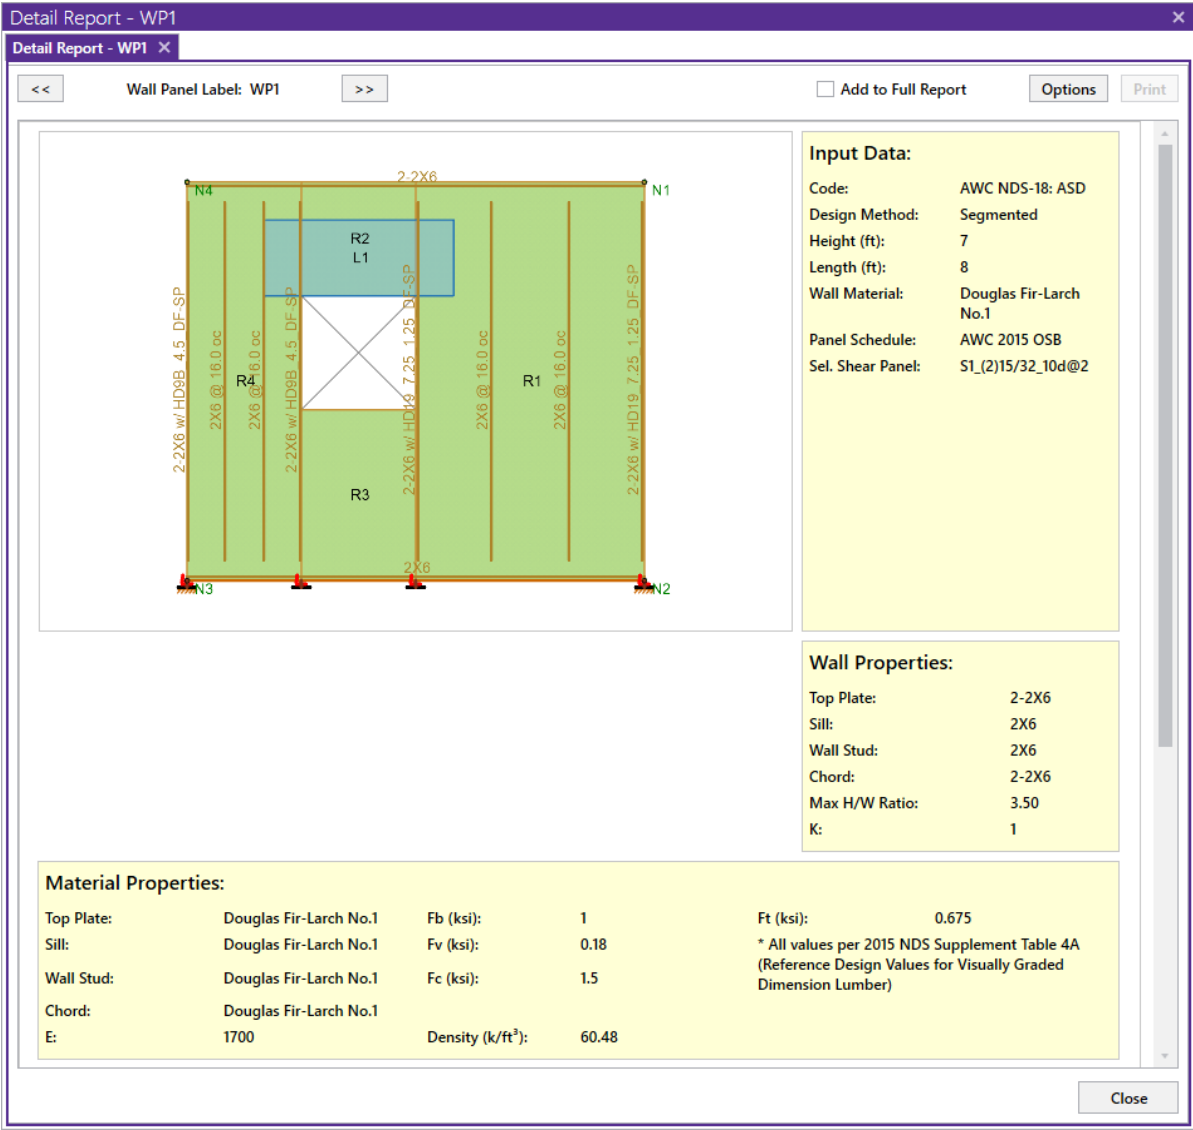 Detail Report - WP1
Detail Report - WP1
<< Wall Panel Label: WP1 >> Add to Full Report Options Print
2-2X6
N4 N1
R2
L1
2-2X6 w/ HD9B 4.5 DF-SP
2X6 @ 16.0 oc
2X6 @ 16.0 oc
2-2X6 w/ HD9B 4.5 DF-SP
2-2X6 w/ HD19 7.25 1.25 DF-SP
2X6 @ 16.0 oc
2X6 @ 16.0 oc
2-2X6 w/ HD19 7.25 1.25 DF-SP
R4 R1
R3
2X6
N3 N2
Input Data:
Code: AWC NDS-18: ASD
Design Method: Segmented
Height (ft): 7
Length (ft): 8
Wall Material: Douglas Fir-Larch
No.1
Panel Schedule: AWC 2015 OSB
Sel. Shear Panel: S1_(2)15/32_10d@2
Wall Properties:
Top Plate: 2-2X6
Sill: 2X6
Wall Stud: 2X6
Chord: 2-2X6
Max H/W Ratio: 3.50
K: 1
Material Properties:
Top Plate: Douglas Fir-Larch No.1 Fb (ksi): 1 Ft (ksi): 0.675
Sill: Douglas Fir-Larch No.1 Fv (ksi): 0.18 * All values per 2015 NDS Supplement Table 4A
(Reference Design Values for Visually Graded
Wall Stud: Douglas Fir-Larch No.1 Fc (ksi): 1.5 Dimension Lumber)
Chord: Douglas Fir-Larch No.1
E: 1700 Density (k/ft³): 60.48
Close